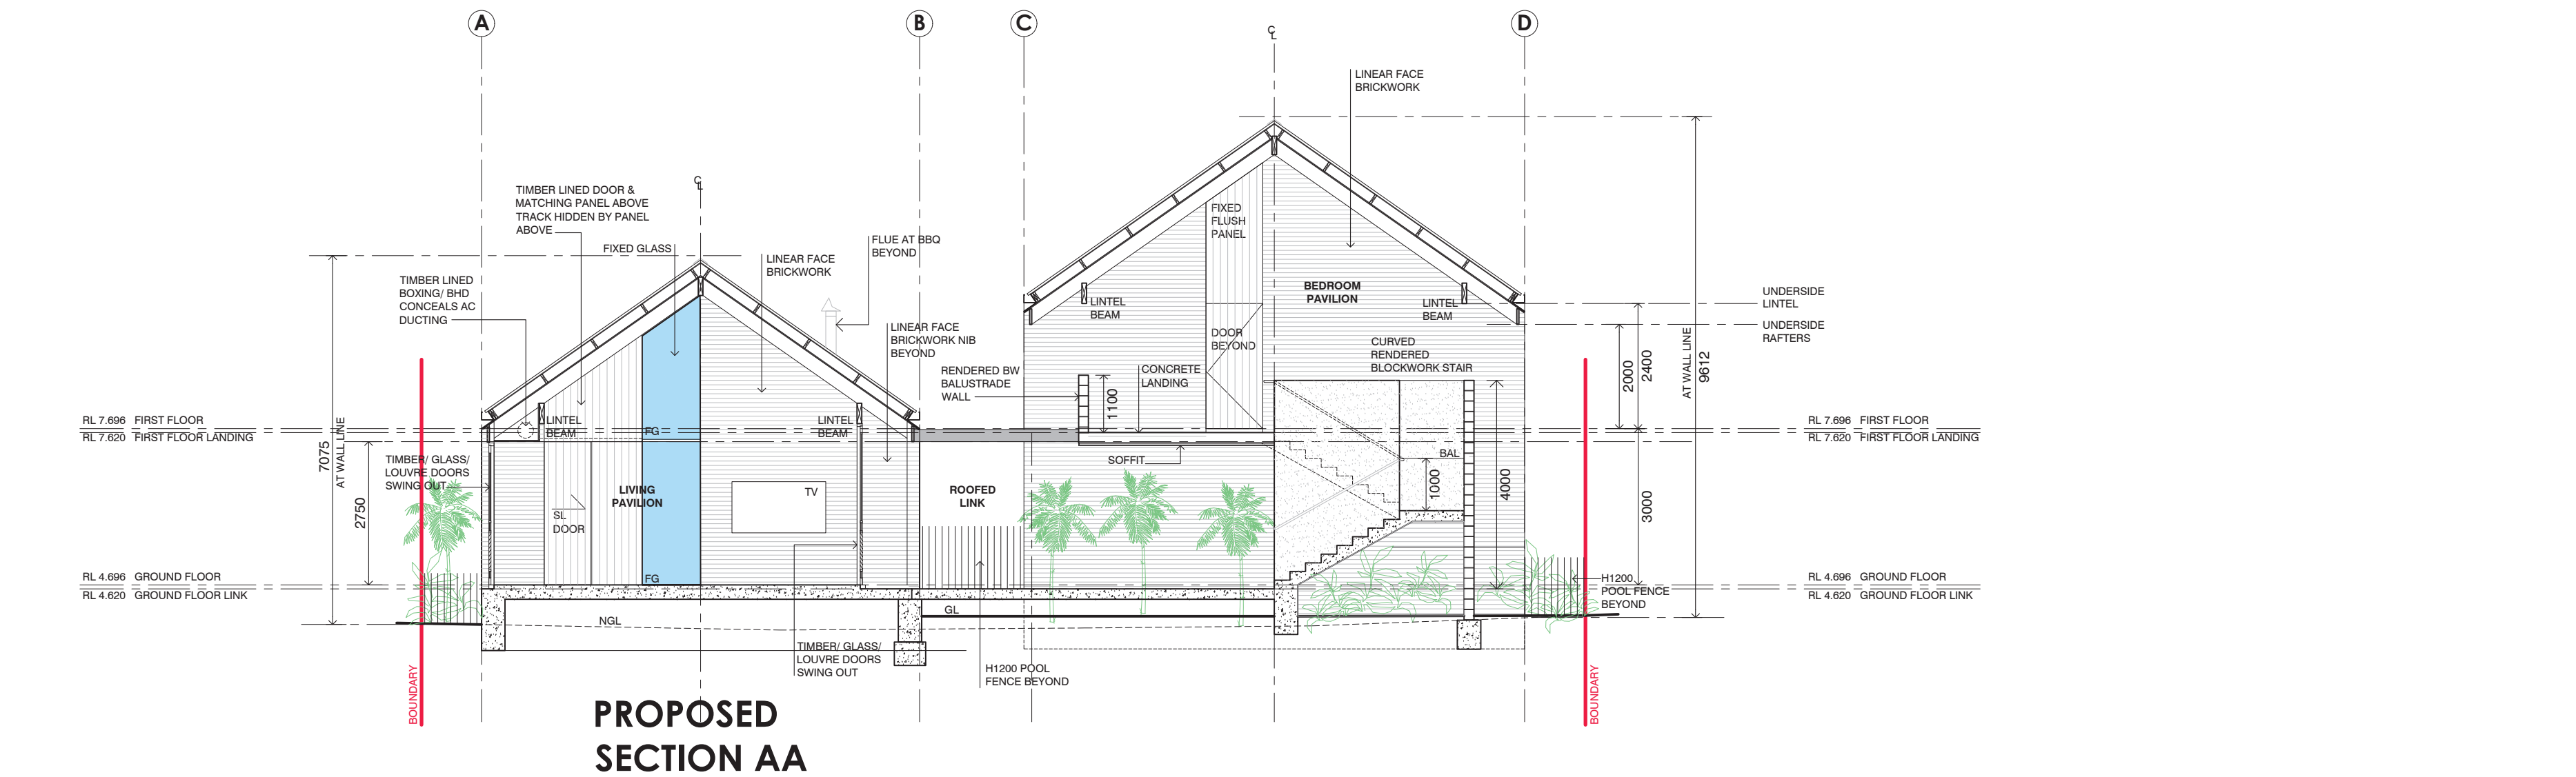 A
B
C
D
C L
LINEAR FACE
BRICKWORK
C L
TIMBER LINED DOOR &
MATCHING PANEL ABOVE
TRACK HIDDEN BY PANEL
ABOVE
FIXED GLASS
FLUE AT BBQ
BEYOND
LINEAR FACE
BRICKWORK
TIMBER LINED
BOXING/ BHD
CONCEALS AC
DUCTING
LINEAR FACE
BRICKWORK NIB
BEYOND
FIXED
FLUSH
PANEL
BEDROOM
PAVILION
LINTEL
BEAM
LINTEL
BEAM
UNDERSIDE
LINTEL
UNDERSIDE
RAFTERS
DOOR
BEYOND
CURVED
RENDERED
BLOCKWORK STAIR
RENDERED BW
BALUSTRADE
WALL
CONCRETE
LANDING
1100
2000
2400
AT WALL LINE
9612
RL 7.696 FIRST FLOOR
RL 7.620 FIRST FLOOR LANDING
7075
AT WALL LINE
LINTEL
BEAM
FG
LINTEL
BEAM
RL 7.696 FIRST FLOOR
RL 7.620 FIRST FLOOR LANDING
TIMBER/ GLASS/
LOUVRE DOORS
SWING OUT
2750
SOFFIT
BAL
1000
4000
3000
LIVING
PAVILION
TV
ROOFED
LINK
SL
DOOR
RL 4.696 GROUND FLOOR
RL 4.620 GROUND FLOOR LINK
FG
H1200
POOL FENCE
BEYOND
RL 4.696 GROUND FLOOR
RL 4.620 GROUND FLOOR LINK
NGL
GL
TIMBER/ GLASS/
LOUVRE DOORS
SWING OUT
H1200 POOL
FENCE BEYOND
BOUNDARY
BOUNDARY
PROPOSED
SECTION AA